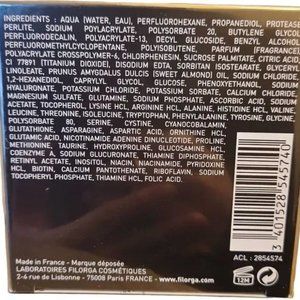 INGREDIENTS : AQUA (WATER, EAU), PERFLUOROHEXANE, PROPANEDIOL, PROTEASE,
PERLITE, SODIUM POLYACRYLATE, POLYSORBATE 20, BUTYLENE GLYCOL,
PERFLUORODECALIN, POLYACRYLATE-13, DECYL GLUCOSIDE, BENZYL ALCOHOL,
PERFLUOROMETHYLCYCLOPENTANE, POLYISOBUTENE, PARFUM (FRAGRANCE),
POLYACRYLATE CROSSPOLYMER-6, CHLORPHENESIN, SUCROSE PALMITATE, CITRIC ACID,
CI 77891 (TITANIUM DIOXIDE), DISODIUM EDTA, SORBITAN ISOSTEARATE, GLYCERYL
LINOLEATE, PRUNUS AMYGDALUS DULCIS (SWEET ALMOND) OIL, SODIUM CHLORIDE,
1,2-HEXANEDIOL, CAPRYLYL GLYCOL, GLUCOSE, PHENOXYETHANOL, SODIUM
HYALURONATE, POTASSIUM CHLORIDE, POTASSIUM SORBATE, CALCIUM CHLORIDE,
MAGNESIUM SULFATE, GLUTAMINE, SODIUM PHOSPHATE, ASCORBIC ACID, SODIUM
ACETATE, TOCOPHEROL, LYSINE HCL, ARGININE HCL, ALANINE, HISTIDINE HCL, VALINE,
LEUCINE, THREONINE, ISOLEUCINE, TRYPTOPHAN, PHENYLALANINE, TYROSINE, GLYCINE,
POLYSORBATE 80, SERINE, CYSTINE, CYANOCOBALAMIN,
GLUTATHIONE, ASPARAGINE, ASPARTIC ACID, ORNITHINE HCL,
GLUTAMIC ACID, NICOTINAMIDE ADENINE DINUCLEOTIDE, PROLINE,
METHIONINE, TAURINE, HYDROXYPROLINE, GLUCOSAMINE HCL,
COENZYME A, SODIUM GLUCURONATE, THIAMINE DIPHOSPHATE,
RETINYL ACETATE, INOSITOL, NIACIN, NIACINAMIDE, PYRIDOXINE
HCL, BIOTIN, CALCIUM PANTOTHENATE, RIBOFLAVIN, SODIUM
TOCOPHERYL PHOSPHATE, THIAMINE HCL, FOLIC ACID.
3 401528 545740
Made in France - Marque déposée
LABORATOIRES FILORGA COSMÉTIQUES
2-4 rue de Lisbonne - 75008 Paris FRANCE - www.filorga.com
12M
ACL : 2854574